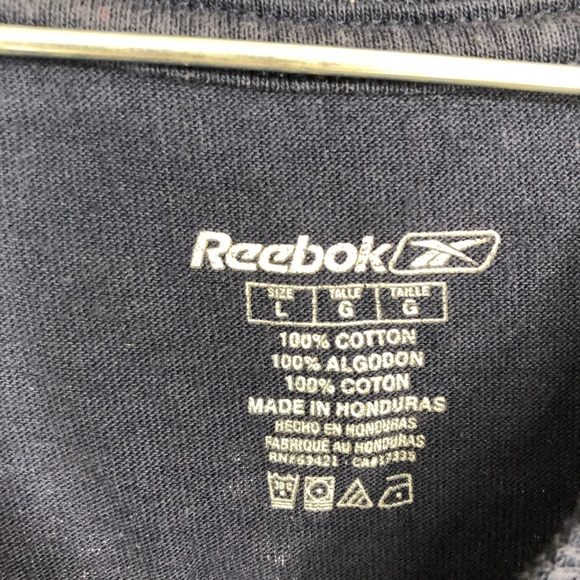 Reebok
SIZE TALLE TAILLE
L G G
100% COTTON
100% ALGODON
100% COTON
MADE IN HONDURAS
HECHO EN HONDURAS
FABRIQUÉ AU HONDURAS